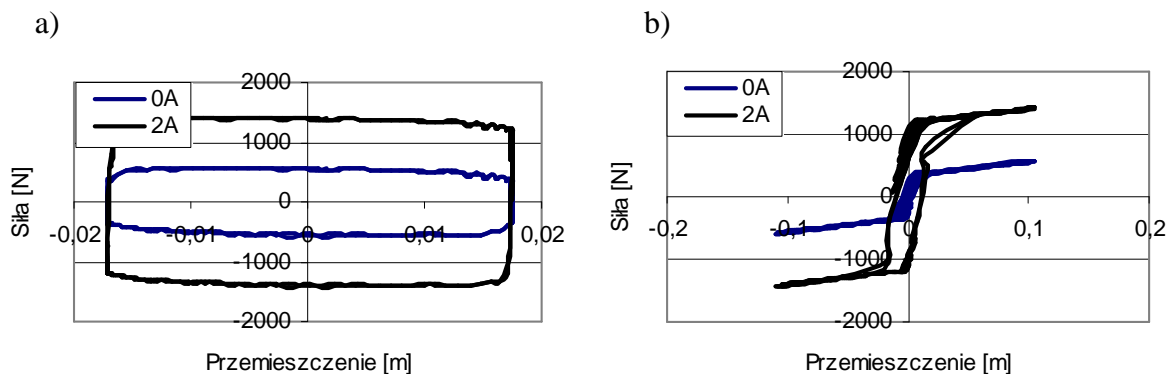 a)
b)
2000
1000
0
-1000
-2000
-0,02
-0,01
0
0,01
0,02
Siła [N]
Przemieszczenie [m]
0A
2A
2000
1000
0
-1000
-2000
-0,2
-0,1
0
0,1
0,2
Siła [N]
Przemieszczenie [m]
0A
2A